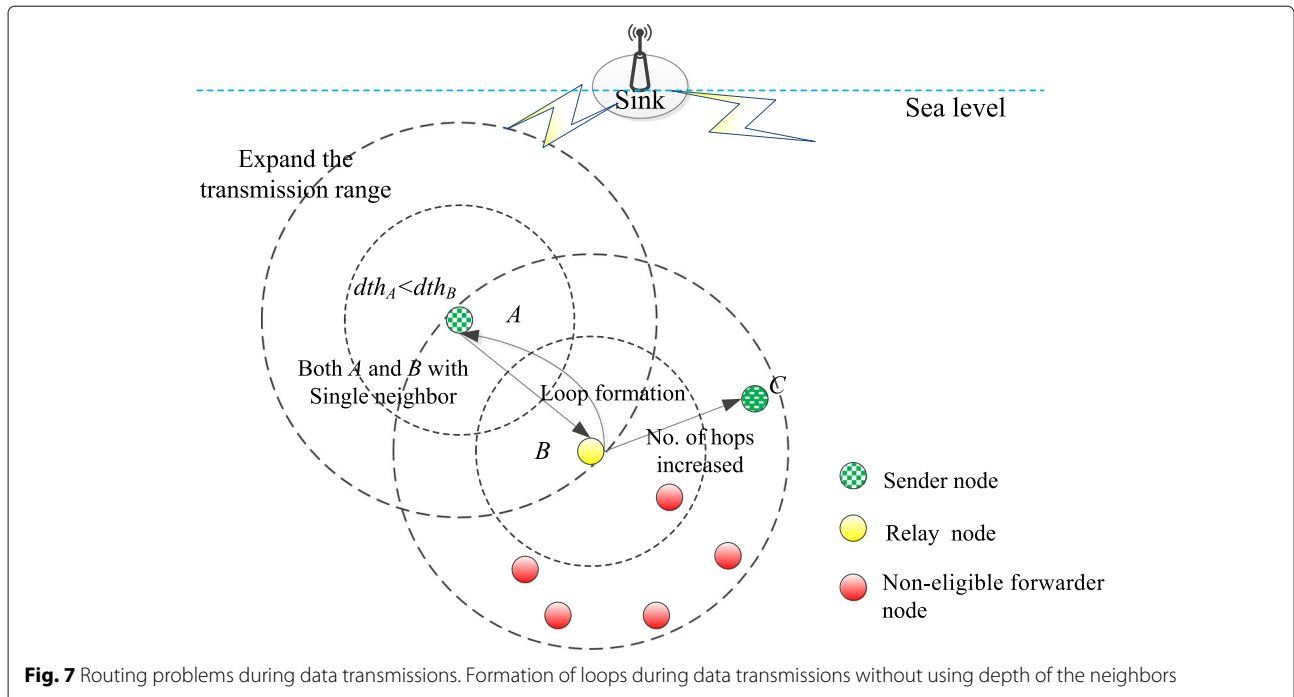 Sink
Sea level
Expand the
transmission range
dth_A<dth_B
A
Both A and B with
Single neighbor
Loop formation
C
B
No. of hops
increased
Sender node
Relay node
Non-eligible forwarder
node
Fig. 7 Routing problems during data transmissions. Formation of loops during data transmissions without using depth of the neighbors